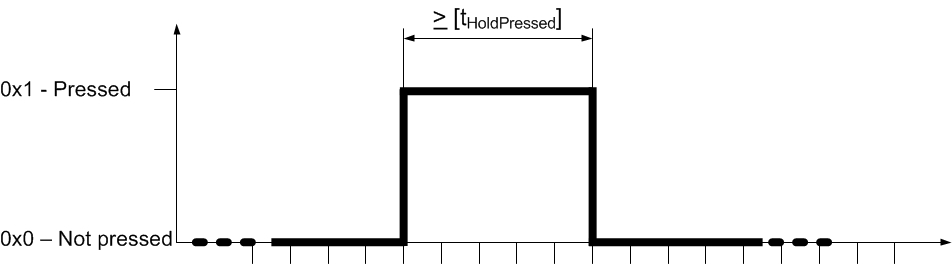 ≥ [tHoldPressed]
0x1 - Pressed
0x0 – Not pressed